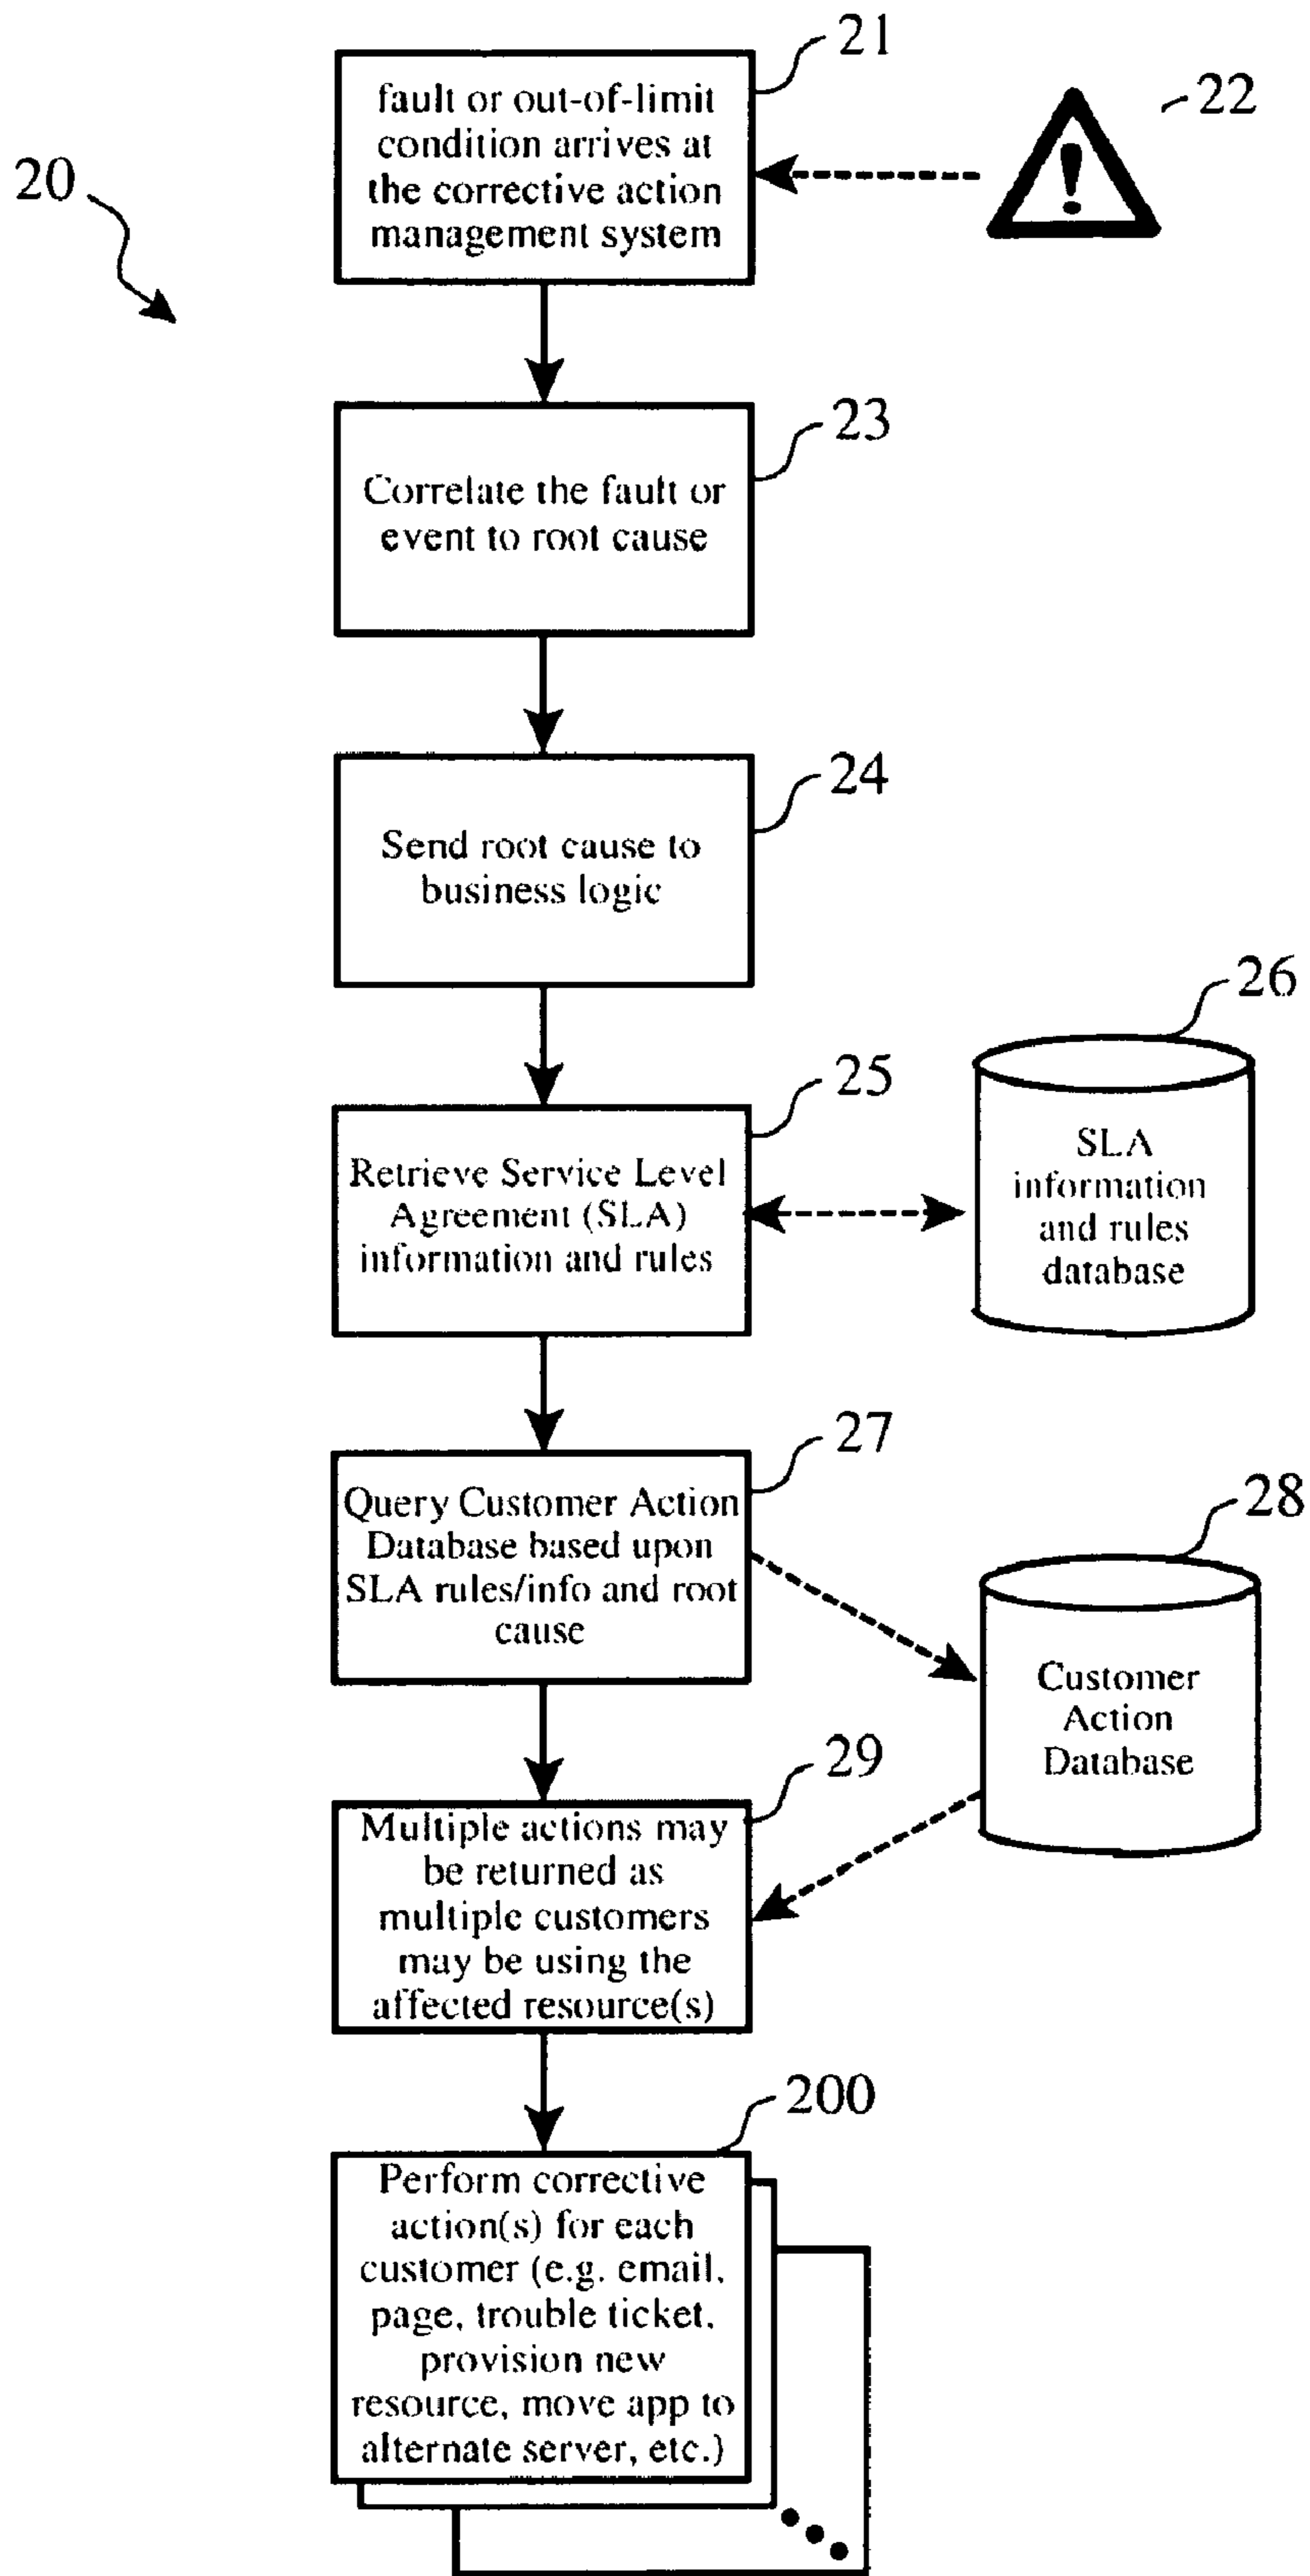 21
fault or out-of-limit
condition arrives at
the corrective action
management system
22
!
20
23
Correlate the fault or
event to root cause
24
Send root cause to
business logic
25
Retrieve Service Level
Agreement (SLA)
information and rules
26
SLA
information
and rules
database
27
Query Customer Action
Database based upon
SLA rules/info and root
cause
28
Customer
Action
Database
29
Multiple actions may
be returned as
multiple customers
may be using the
affected resource(s)
200
Perform corrective
action(s) for each
customer (e.g. email,
page, trouble ticket,
provision new
resource, move app to
alternate server, etc.)